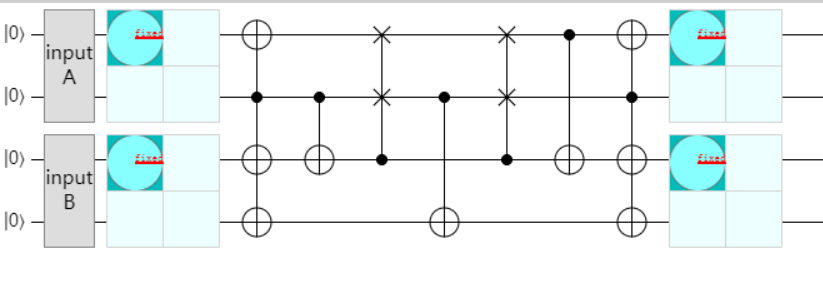 |0⟩
|0⟩
|0⟩
|0⟩
input
A
input
B
fixed
fixed
fixed
fixed